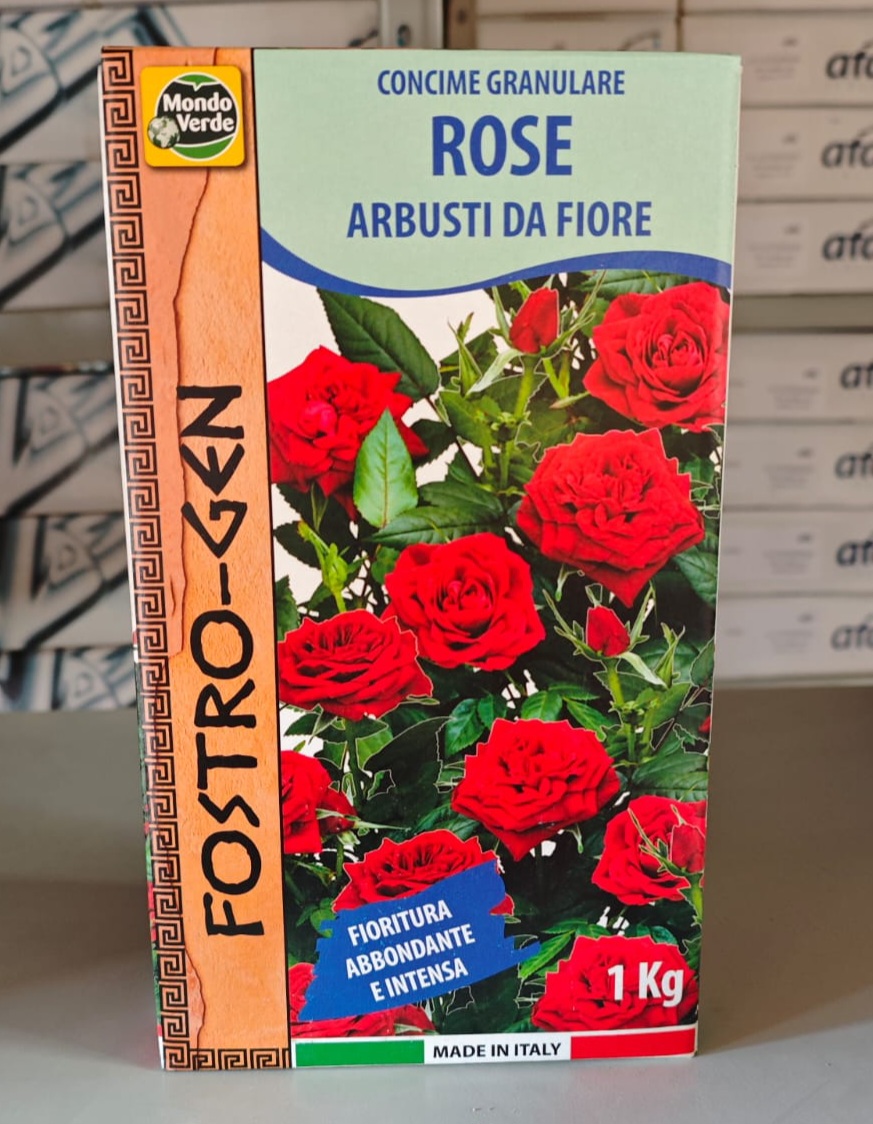 Mondo
Verde
CONCIME GRANULARE
ROSE
ARBUSTI DA FIORE
FOSTRO-GEN
FIORITURA
ABBONDANTE
E INTENSA
1 Kg
MADE IN ITALY